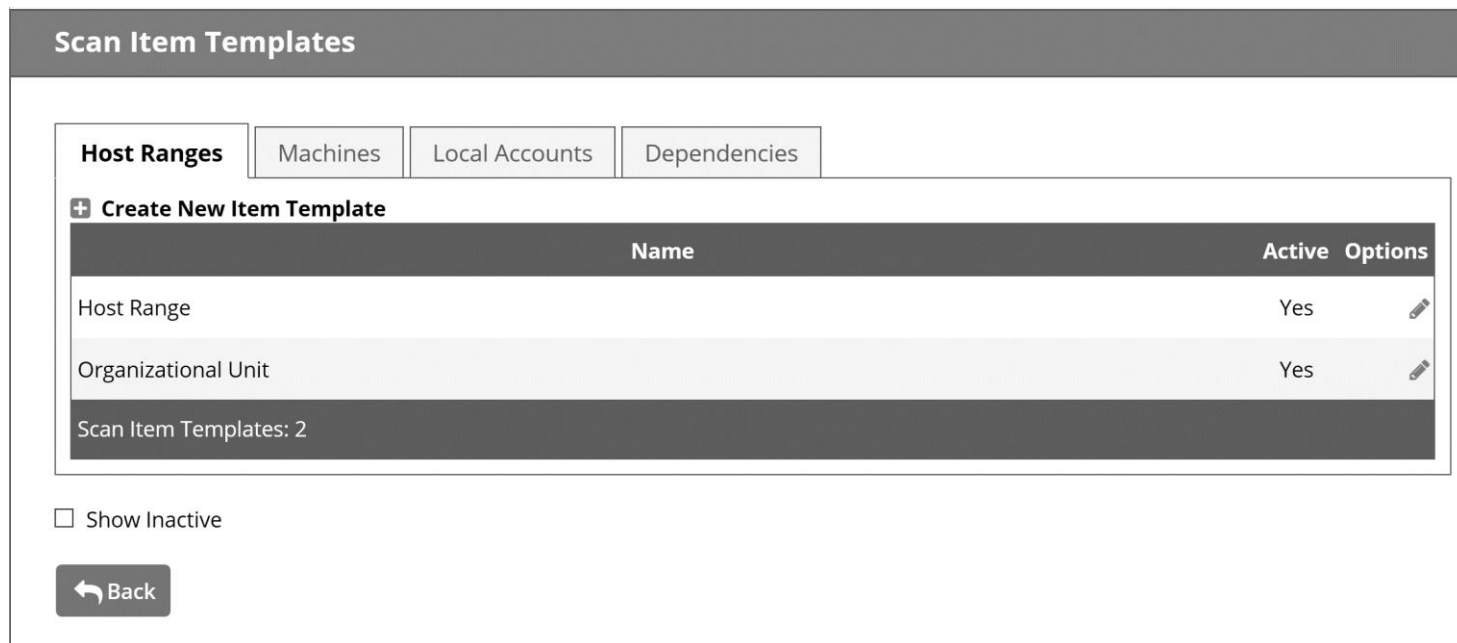 Scan Item Templates
Host Ranges Machines Local Accounts Dependencies
Create New Item Template
Name Active Options
Host Range Yes
Organizational Unit Yes
Scan Item Templates: 2
Show Inactive
Back